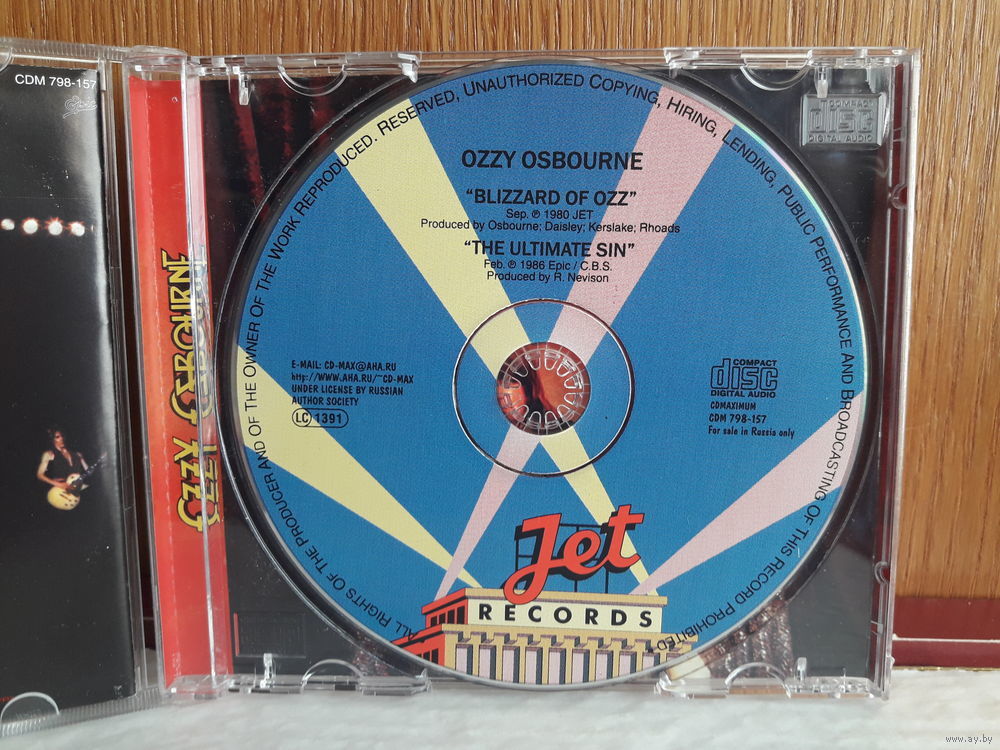 CDM 798-157
Epic
OZZY OSBOURNE
COMPACT
disc
DIGITAL AUDIO
ALL RIGHTS OF THE PRODUCER AND OF THE OWNER OF THE WORK REPRODUCED. RESERVED, UNAUTHORIZED COPYING, HIRING, LENDING, PUBLIC PERFORMANCE AND BROADCASTING OF THIS RECORD PROHIBITED
OZZY OSBOURNE
“BLIZZARD OF OZZ”
Sep. ℗ 1980 JET
Produced by Osbourne; Daisley; Kerslake; Rhoads
“THE ULTIMATE SIN”
Feb. ℗ 1986 Epic / C.B.S.
Produced by R. Nevison
E-MAIL: CD-MAX@AHA.RU
http://WWW.AHA.RU/~CD-MAX
UNDER LICENSE BY RUSSIAN
AUTHOR SOCIETY
LC 1391
COMPACT
disc
DIGITAL AUDIO
CDMAXIMUM
CDM 798-157
For sale in Russia only
Jet
RECORDS
www.ay.by